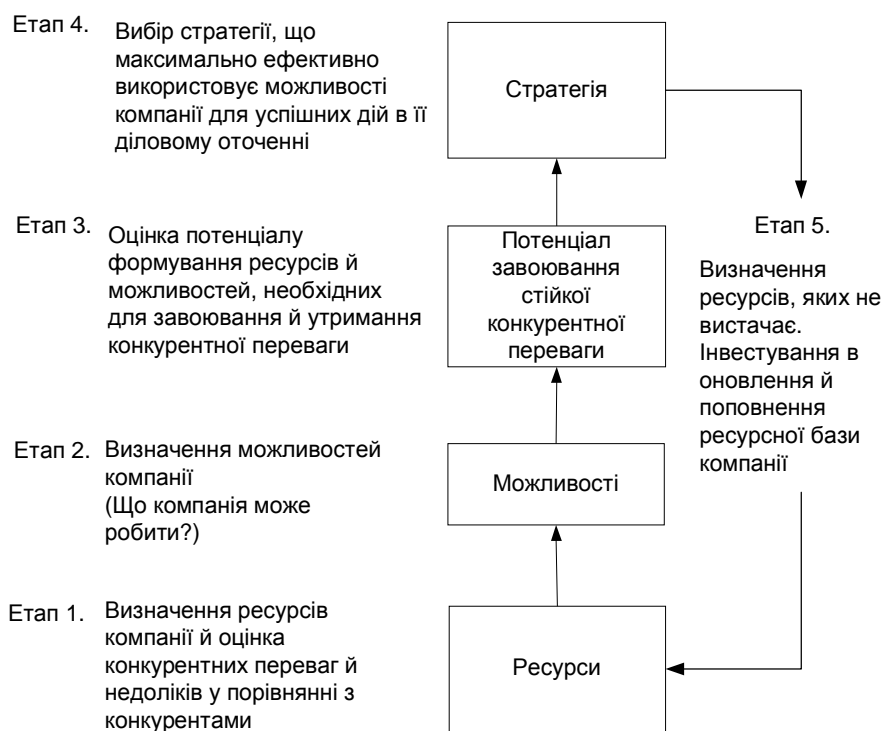 Етап 4.
Вибір стратегії, що
максимально ефективно
використовує можливості
компанії для успішних дій в її
діловому оточенні
Стратегія
Етап 3.
Оцінка потенціалу
формування ресурсів й
можливостей, необхідних
для завоювання й утримання
конкурентної переваги
Потенціал
завоювання
стійкої
конкурентної
переваги
Етап 5.
Визначення
ресурсів, яких не
вистачає.
Інвестування в
оновлення й
поповнення
ресурсної бази
компанії
Етап 2.
Визначення можливостей
компанії
(Що компанія може
робити?)
Можливості
Етап 1.
Визначення ресурсів
компанії й оцінка
конкурентних переваг й
недоліків у порівнянні з
конкурентами
Ресурси